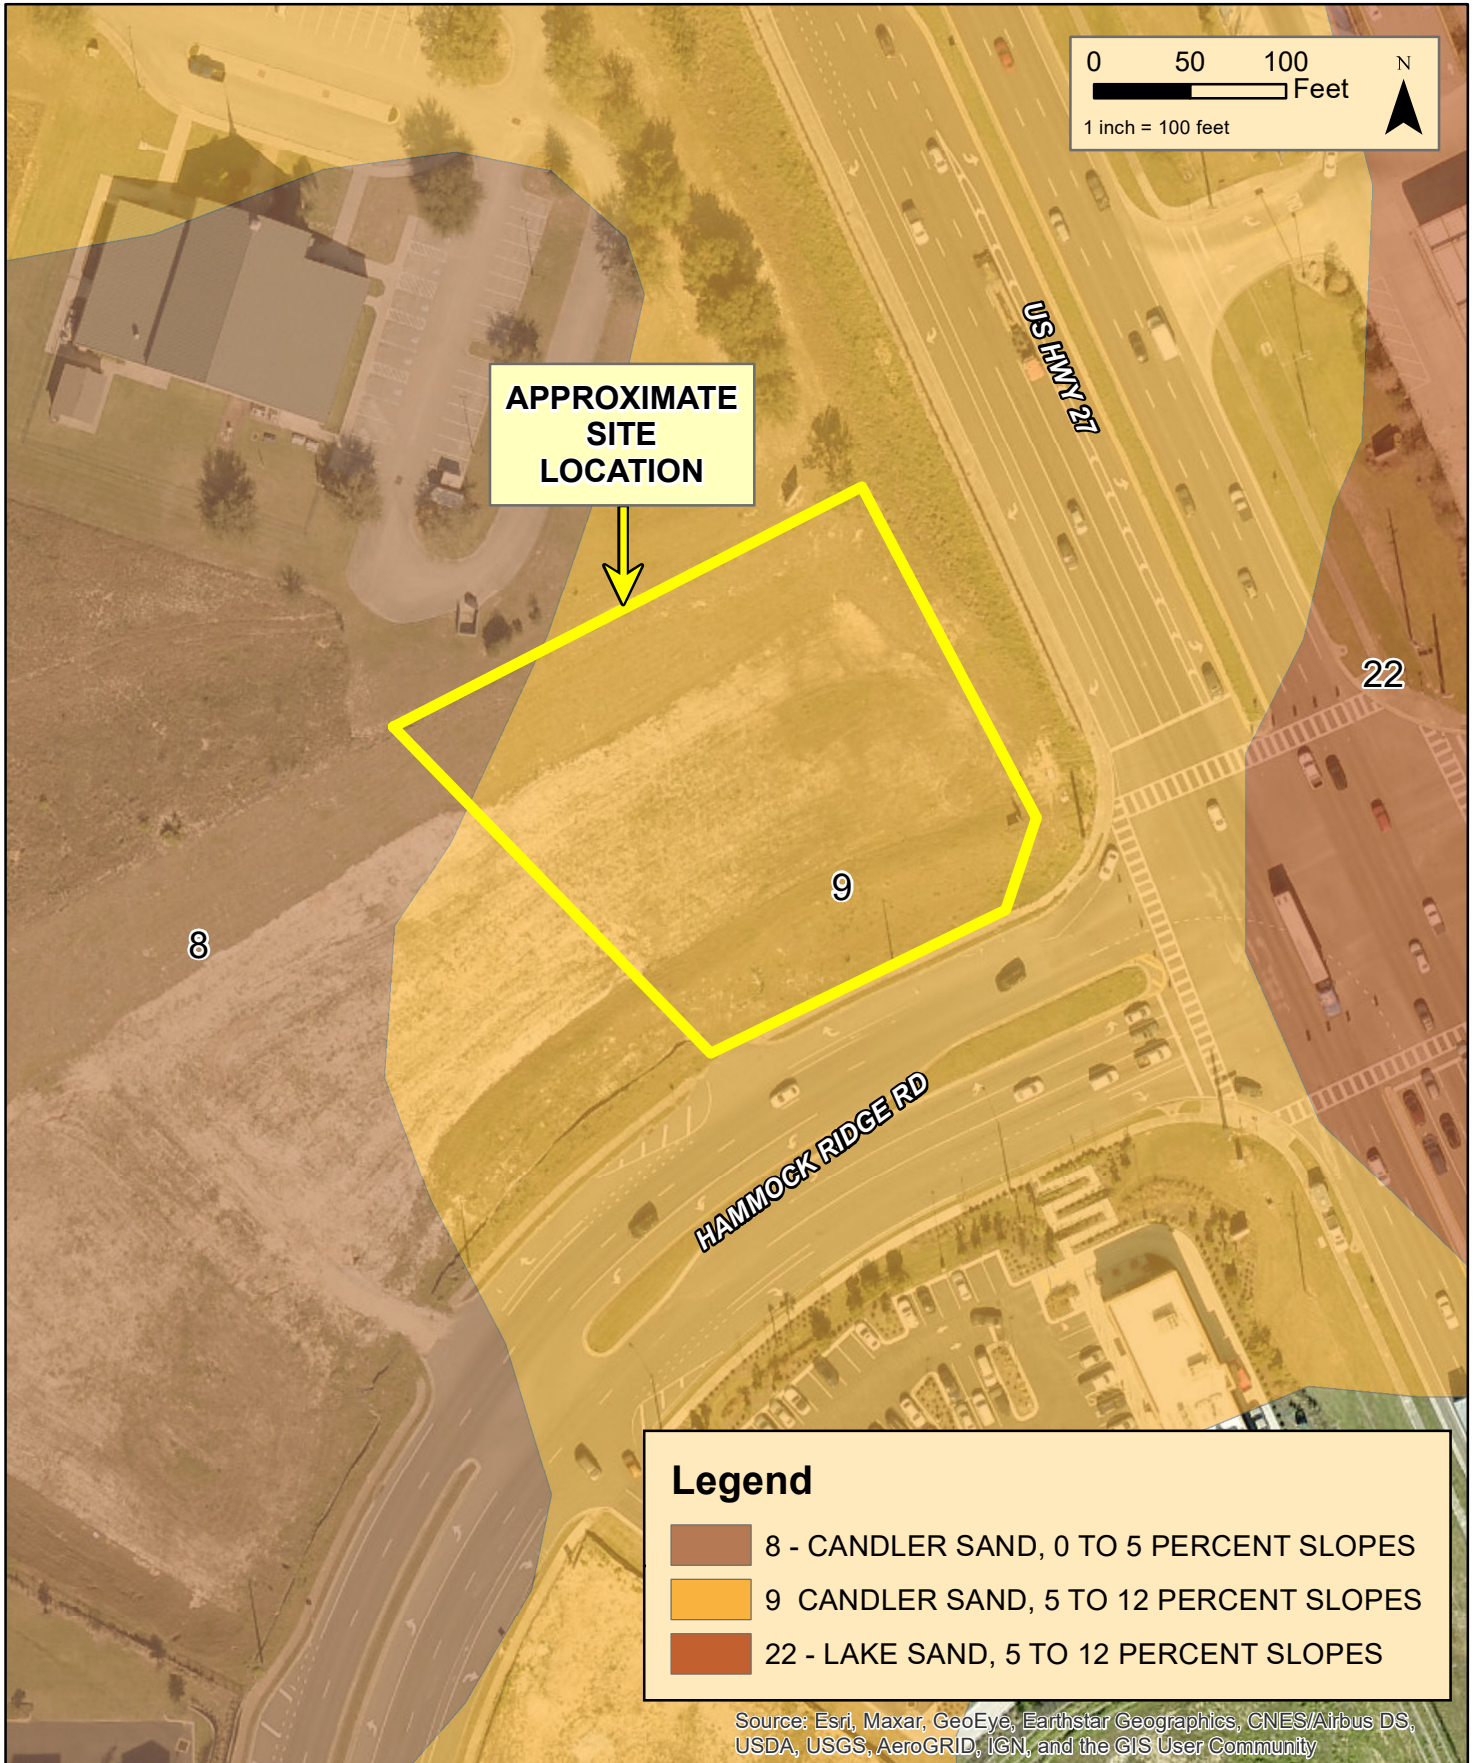 0 50 100
Feet
N
1 inch = 100 feet
US HWY 27
APPROXIMATE
SITE
LOCATION
22
9
8
HAMMOCK RIDGE RD
Legend
8 - CANDLER SAND, 0 TO 5 PERCENT SLOPES
9 CANDLER SAND, 5 TO 12 PERCENT SLOPES
22 - LAKE SAND, 5 TO 12 PERCENT SLOPES
Source: Esri, Maxar, GeoEye, Earthstar Geographics, CNES/Airbus DS,
USDA, USGS, AeroGRID, IGN, and the GIS User Community